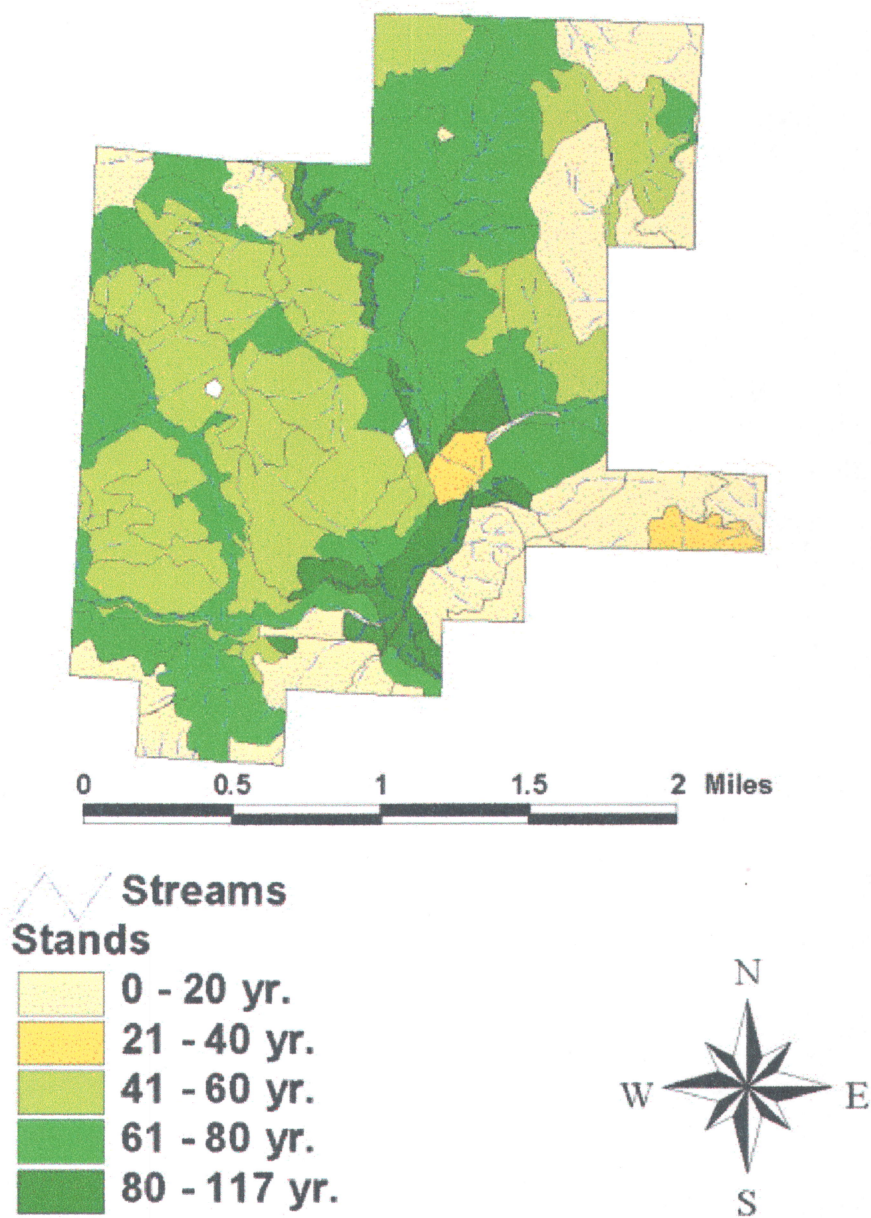 0 0.5 1 1.5 2 Miles
Streams
Stands
0 - 20 yr.
21 - 40 yr.
41 - 60 yr.
61 - 80 yr.
80 - 117 yr.
N
W E
S